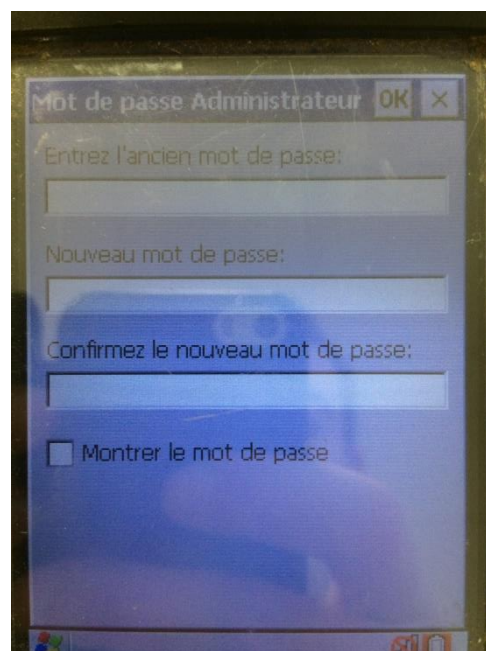 Mot de passe Administrateur OK ×
Entrez l'ancien mot de passe:
Nouveau mot de passe:
Confirmez le nouveau mot de passe:
Montrer le mot de passe